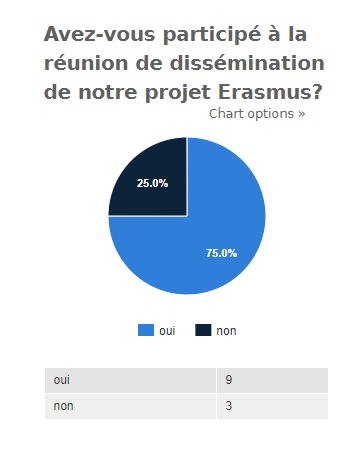 Avez-vous participé à la
réunion de dissémination
de notre projet Erasmus?
Chart options »
25.0%
75.0%
oui non
oui 9
non 3